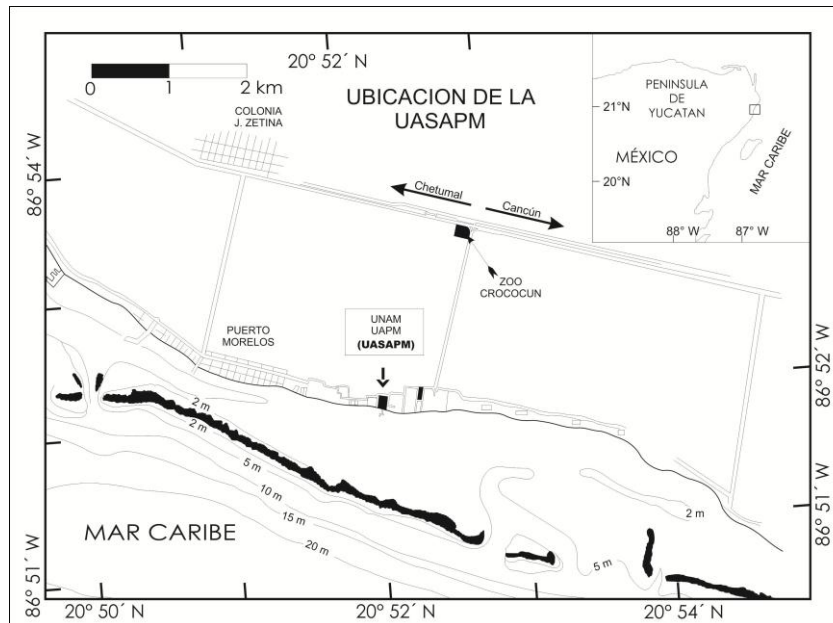 20° 52´ N
0
1
2 km
UBICACION DE LA
UASAPM
COLONIA
J. ZETINA
PENINSULA
DE
YUCATAN
21°N
MÉXICO
MAR CARIBE
20°N
88° W
87° W
86° 54´ W
Chetumal
Cancún
ZOO
CROCOCUN
UNAM
UAPM
(UASAPM)
PUERTO
MORELOS
86° 52´ W
2 m
2 m
5 m
10 m
15 m
20 m
2 m
5 m
MAR CARIBE
86° 51´ W
86° 51´ W
20° 50´ N
20° 52´ N
20° 54´ N